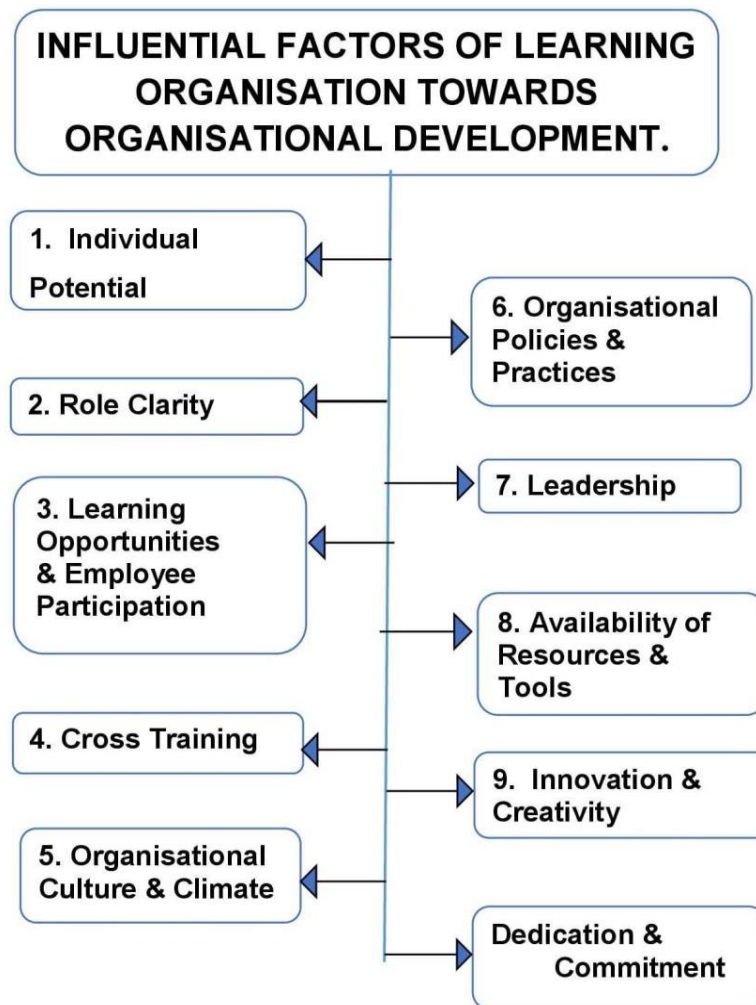 INFLUENTIAL FACTORS OF LEARNING
ORGANISATION TOWARDS
ORGANISATIONAL DEVELOPMENT.
1. Individual
Potential
2. Role Clarity
3. Learning
Opportunities
& Employee
Participation
4. Cross Training
5. Organisational
Culture & Climate
6. Organisational
Policies &
Practices
7. Leadership
8. Availability of
Resources &
Tools
9. Innovation &
Creativity
Dedication &
Commitment